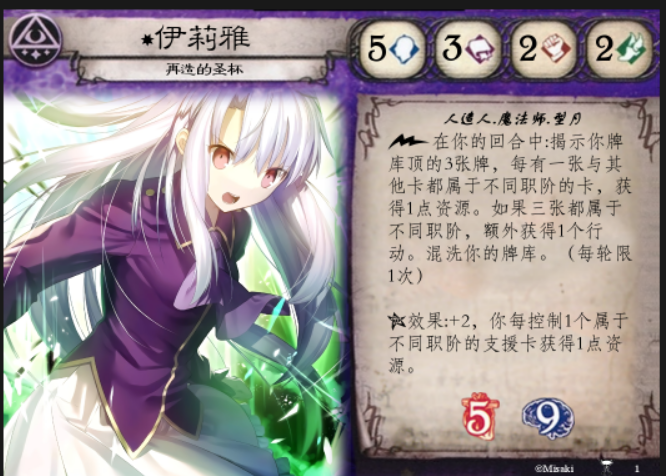 伊莉雅
再造的圣杯
5 3 2 2
人造人.魔法师.型月
在你的回合中:揭示你牌
库顶的3张牌，每有一张与其
他卡都属于不同职阶的卡，获
得1点资源。如果三张都属于
不同职阶，额外获得1个行
动。混洗你的牌库。（每轮限
1次）
效果:+2，你每控制1个属于
不同职阶的支援卡获得1点资
源。
5 9
©Misaki 1